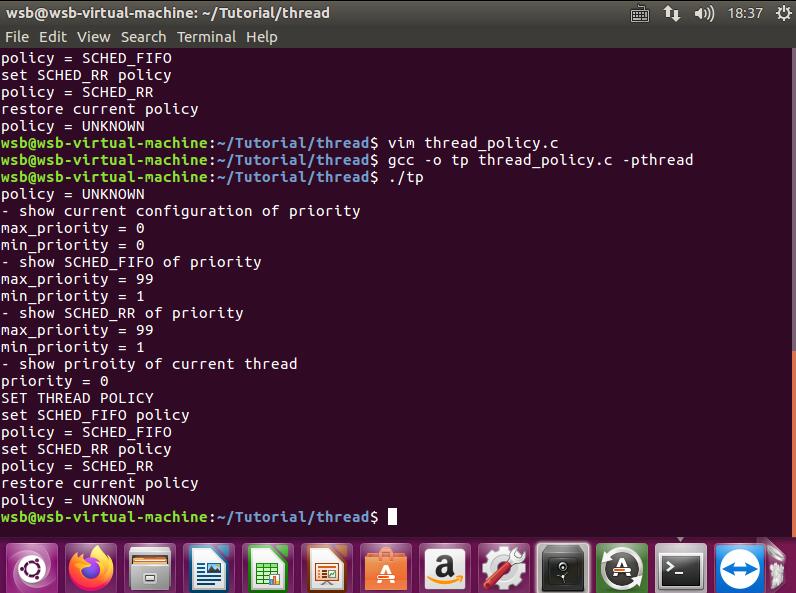 wsb@wsb-virtual-machine: ~/Tutorial/thread
18:37
File Edit View Search Terminal Help
policy = SCHED_FIFO
set SCHED_RR policy
policy = SCHED_RR
restore current policy
policy = UNKNOWN
wsb@wsb-virtual-machine:~/Tutorial/thread$ vim thread_policy.c
wsb@wsb-virtual-machine:~/Tutorial/thread$ gcc -o tp thread_policy.c -pthread
wsb@wsb-virtual-machine:~/Tutorial/thread$ ./tp
policy = UNKNOWN
- show current configuration of priority
max_priority = 0
min_priority = 0
- show SCHED_FIFO of priority
max_priority = 99
min_priority = 1
- show SCHED_RR of priority
max_priority = 99
min_priority = 1
- show priroity of current thread
priority = 0
SET THREAD POLICY
set SCHED_FIFO policy
policy = SCHED_FIFO
set SCHED_RR policy
policy = SCHED_RR
restore current policy
policy = UNKNOWN
wsb@wsb-virtual-machine:~/Tutorial/thread$